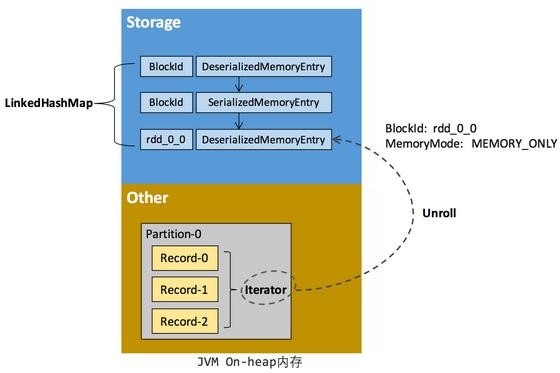 Storage
BlockId DeserializedMemoryEntry
LinkedHashMap
BlockId SerializedMemoryEntry
rdd_0_0 DeserializedMemoryEntry
BlockId: rdd_0_0
MemoryMode: MEMORY_ONLY
Other
Unroll
Partition-0
Record-0
Record-1
Iterator
Record-2
JVM On-heap内存